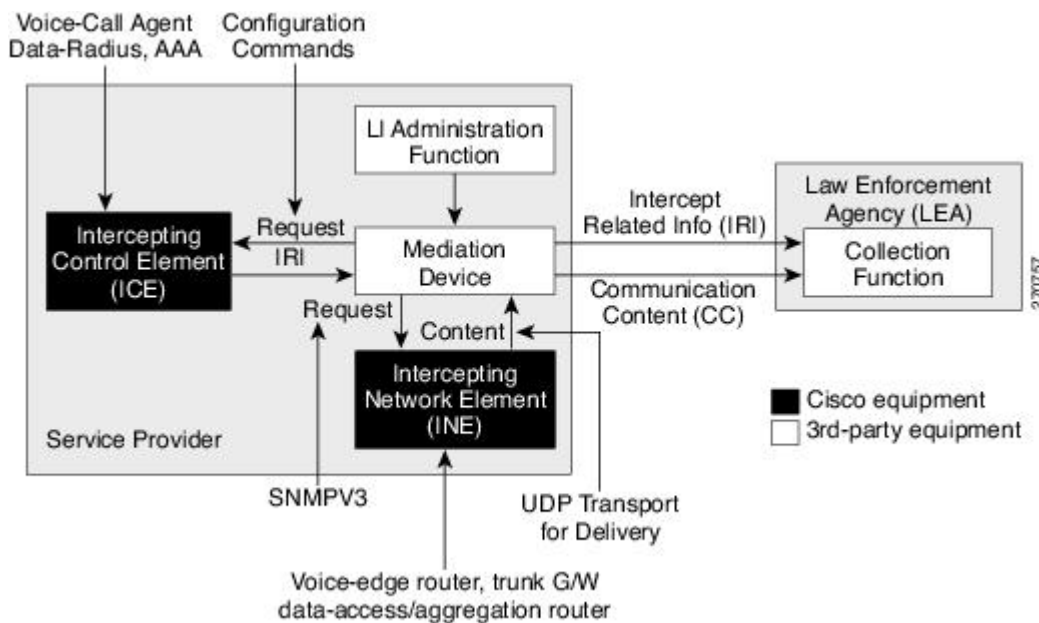 Voice-Call Agent
Data-Radius, AAA
Configuration
Commands
LI Administration
Function
Law Enforcement
Agency (LEA)
Intercept
Related Info (IRI)
Intercepting
Control Element
(ICE)
Request
IRI
Mediation
Device
Collection
Function
Communication
Content (CC)
Request
Content
Intercepting
Network Element
(INE)
Service Provider
Cisco equipment
3rd-party equipment
SNMPV3
UDP Transport
for Delivery
Voice-edge router, trunk G/W
data-access/aggregation router